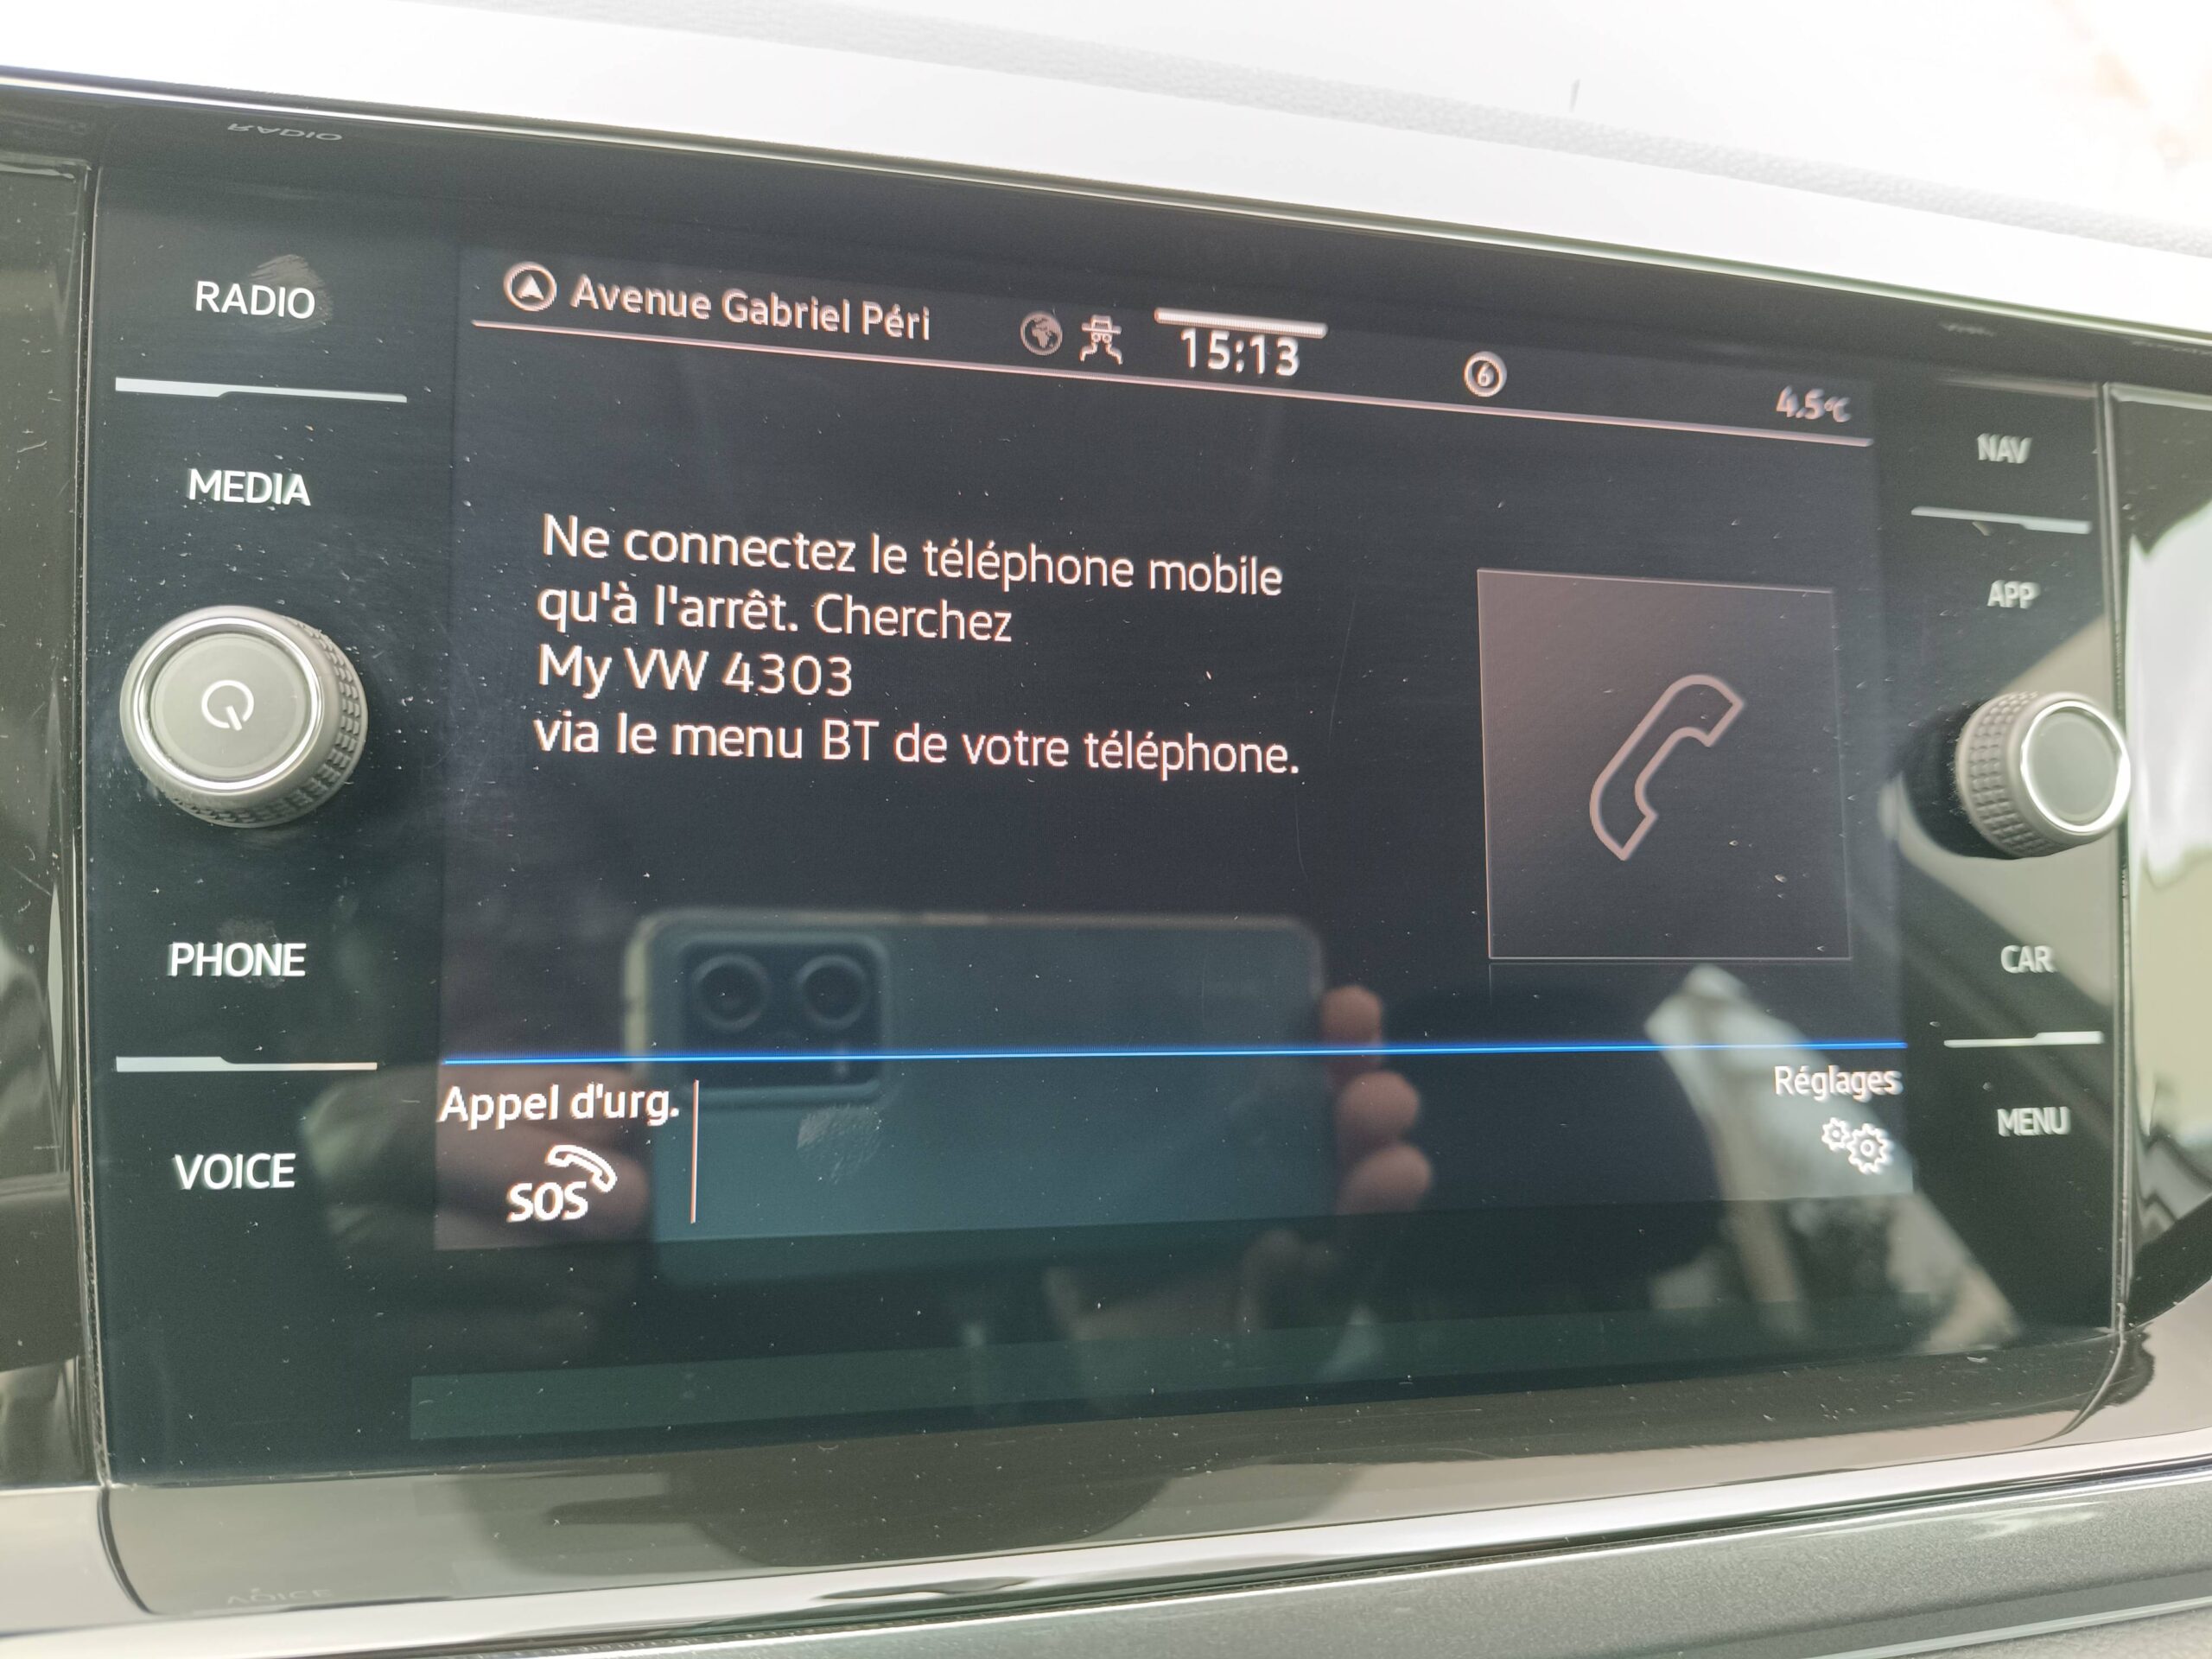 RADIO
MEDIA
PHONE
VOICE
Avenue Gabriel Péri
15:13
6
4.5°C
Ne connectez le téléphone mobile
qu'à l'arrêt. Cherchez
My VW 4303
via le menu BT de votre téléphone.
Appel d'urg.
SOS
Réglages
NAV
APP
CAR
MENU